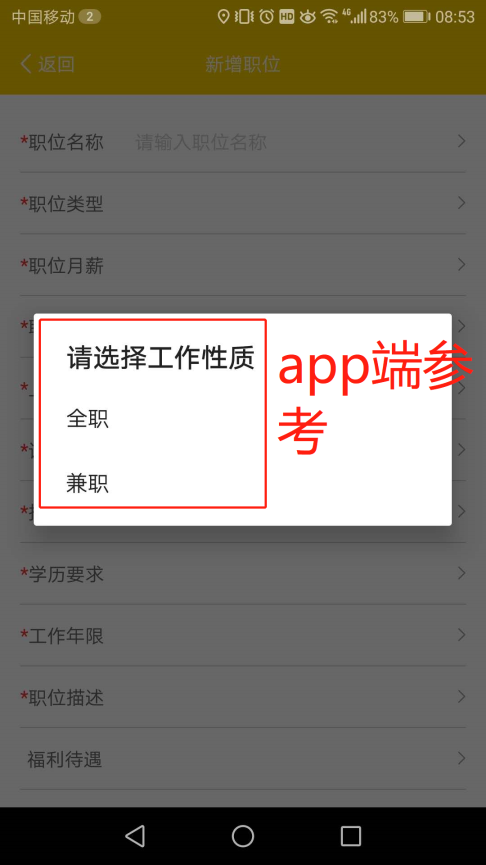 中国移动 2 HD 4G 83% 08:53
返回 新增职位
*职位名称 请输入职位名称
*职位类型
*职位月薪
请选择工作性质
全职
兼职
app端参
考
*学历要求
*工作年限
*职位描述
福利待遇